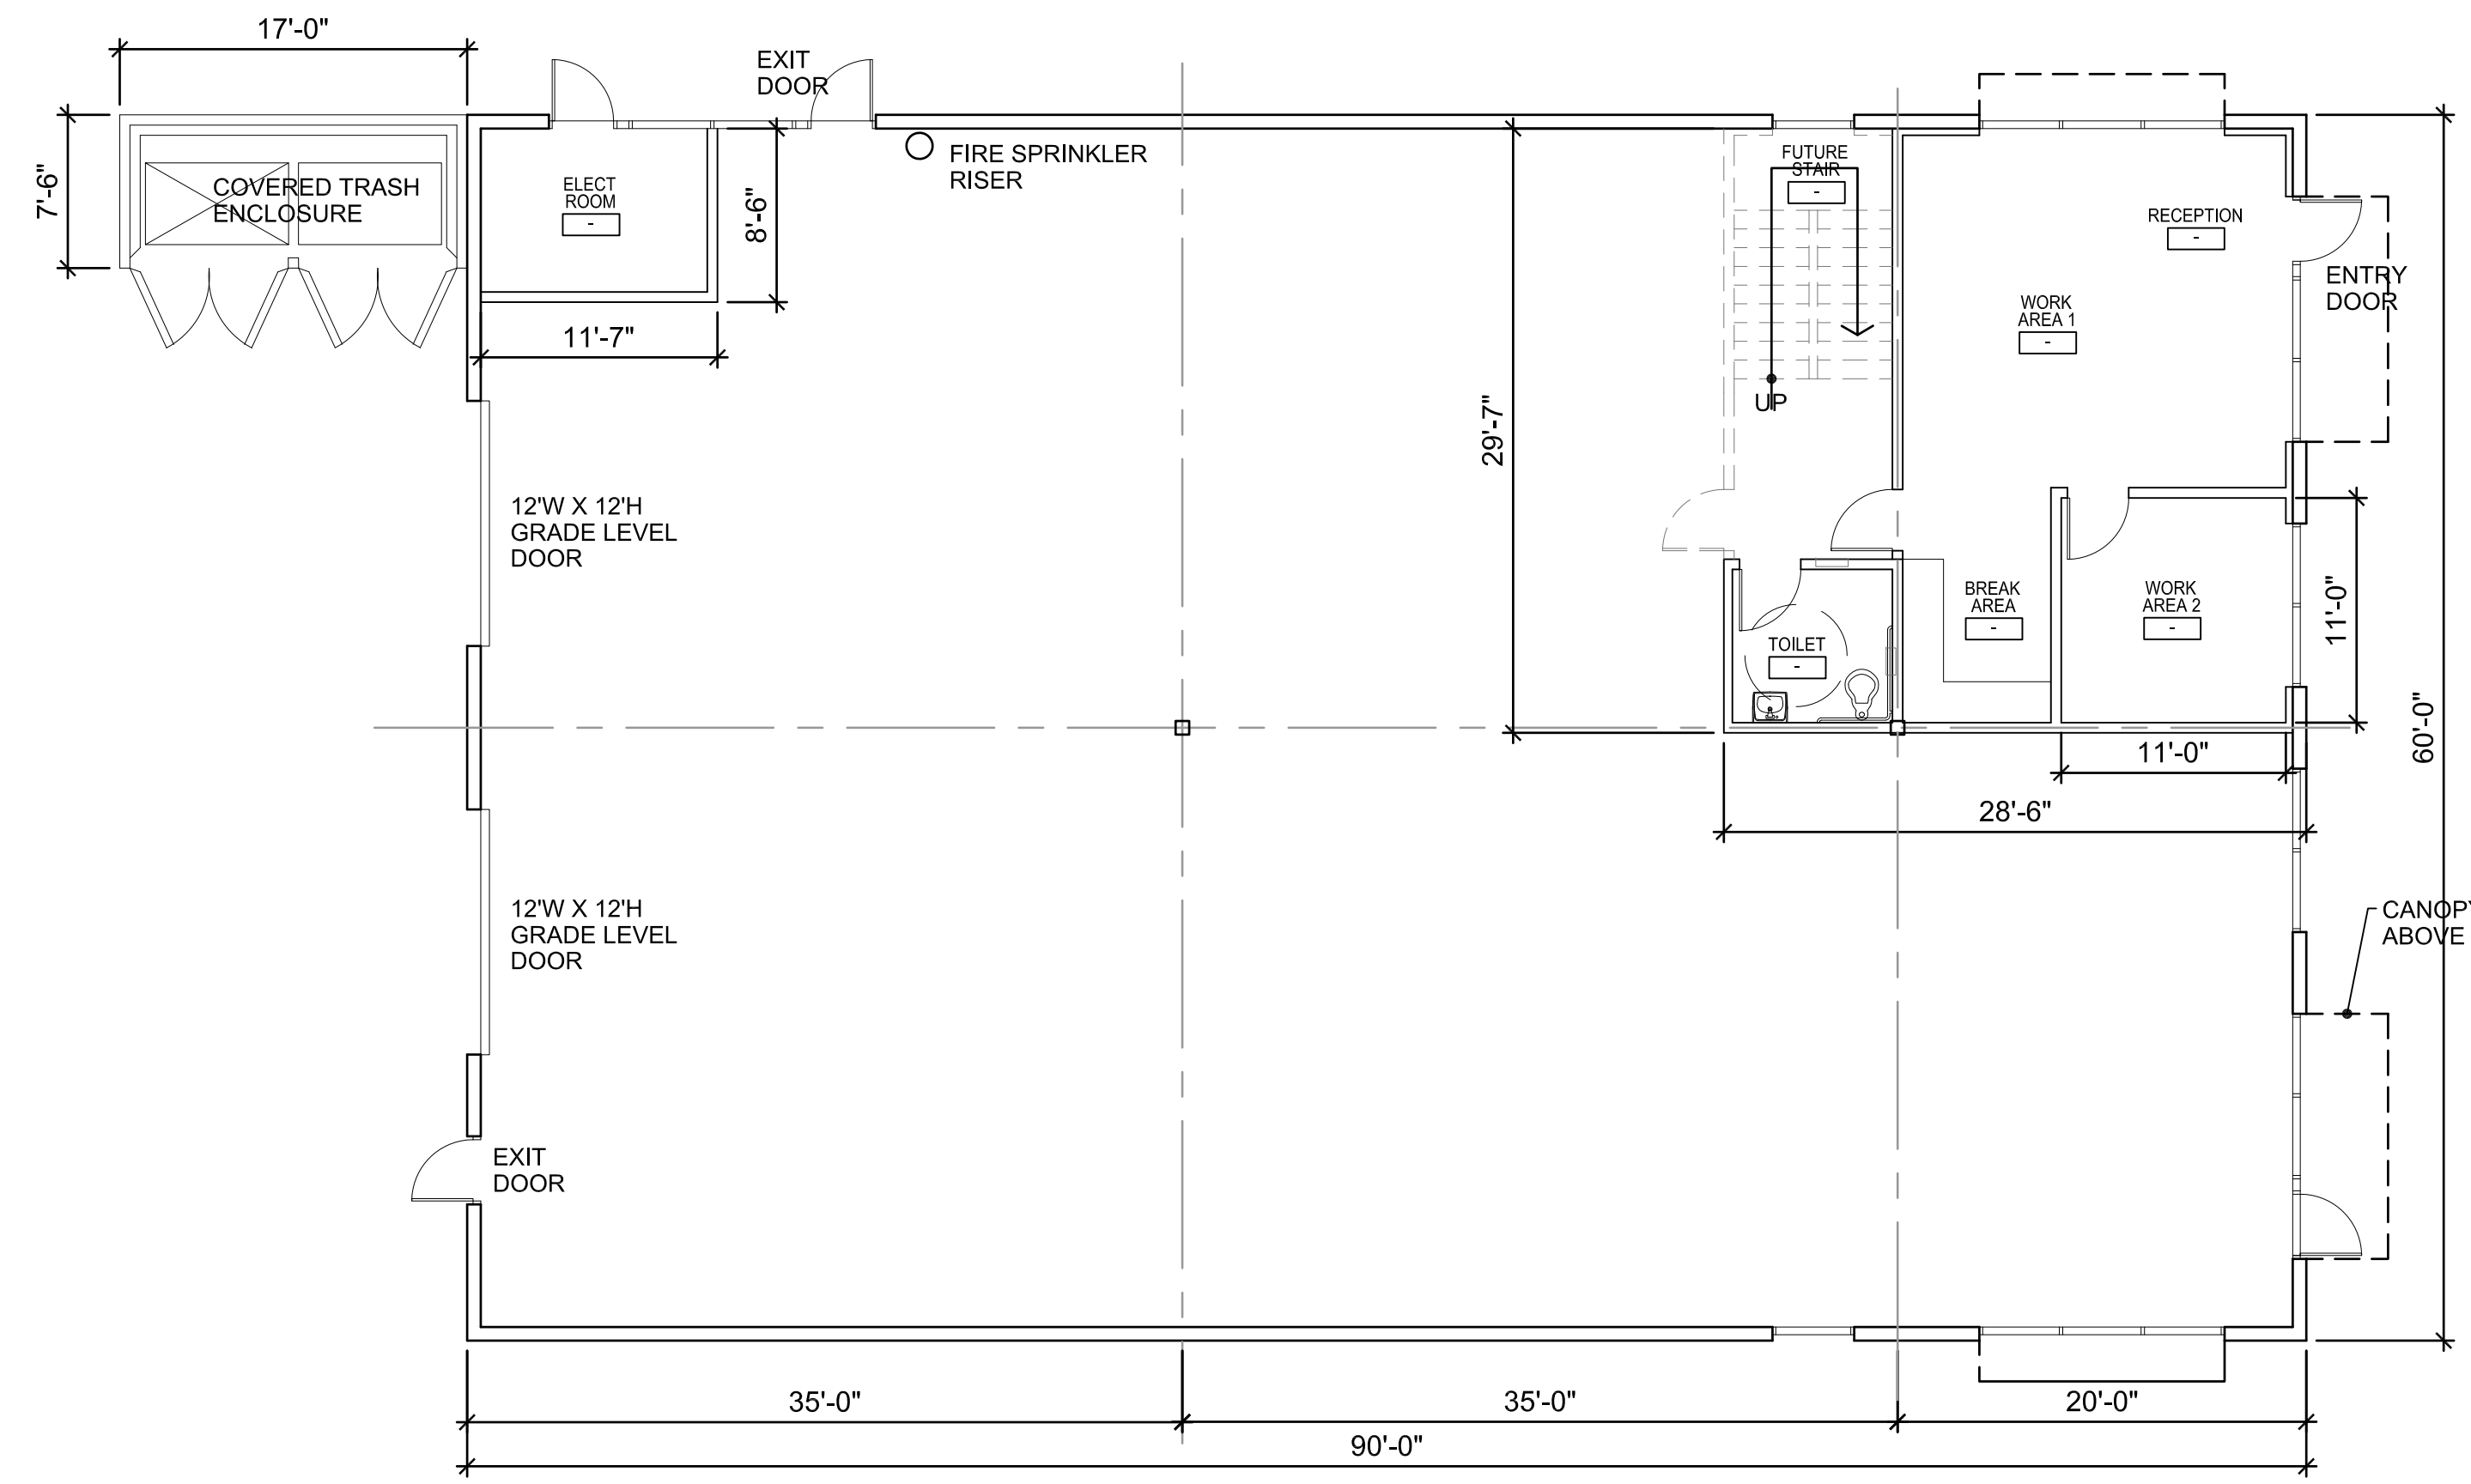 17'-0"
EXIT
DOOR
7'-6"
COVERED TRASH
ENCLOSURE
ELECT
ROOM
-
8'-6"
11'-7"
FIRE SPRINKLER
RISER
FUTURE
STAIR
-
UP
29'-7"
RECEPTION
-
WORK
AREA 1
-
ENTRY
DOOR
12'W X 12'H
GRADE LEVEL
DOOR
TOILET
-
BREAK
AREA
-
WORK
AREA 2
-
11'-0"
11'-0"
28'-6"
60'-0"
12'W X 12'H
GRADE LEVEL
DOOR
CANOPY
ABOVE
EXIT
DOOR
35'-0"
35'-0"
20'-0"
90'-0"